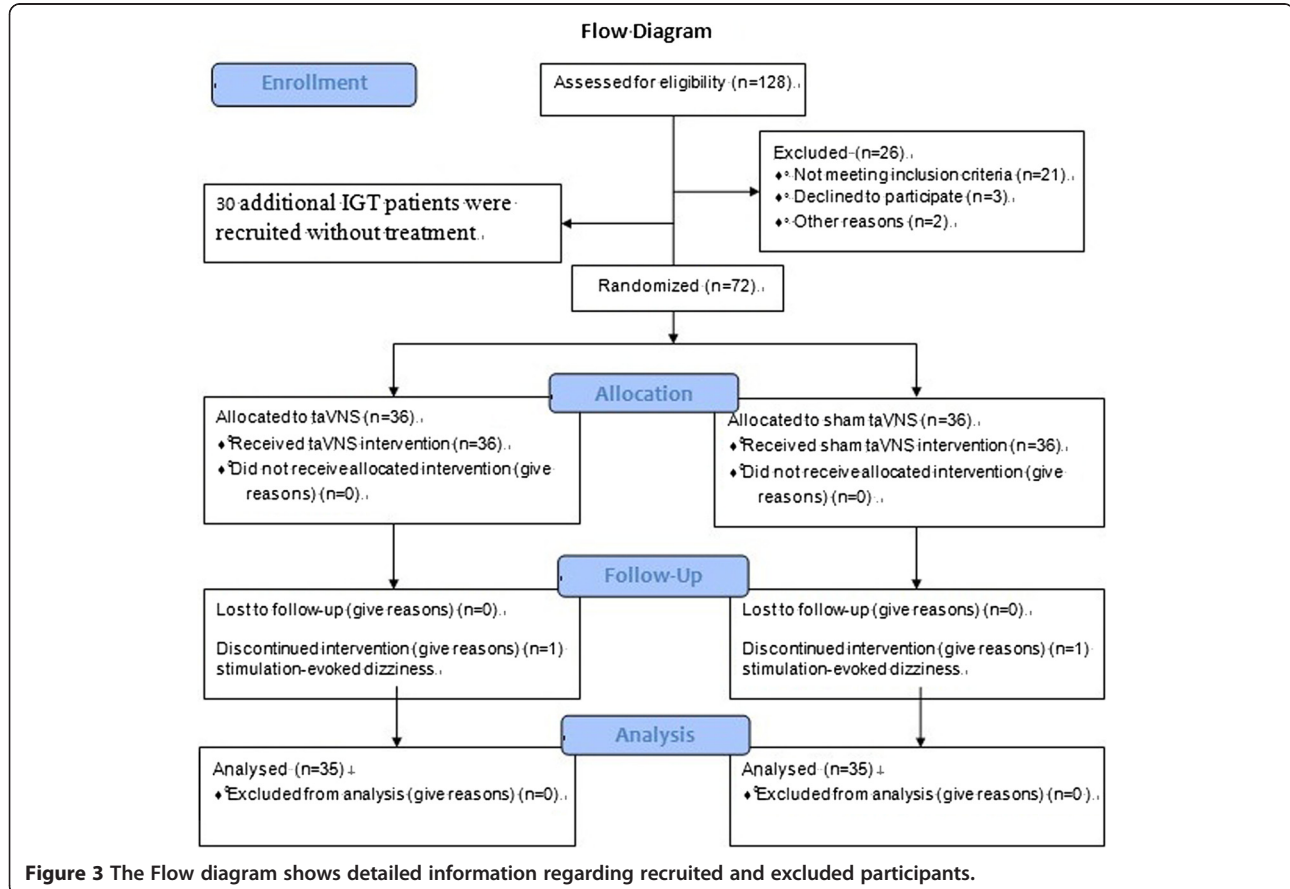 Flow Diagram
Enrollment
Assessed for eligibility (n=128).
Excluded (n=26).
♦ Not meeting inclusion criteria (n=21).
♦ Declined to participate (n=3).
♦ Other reasons (n=2).
30 additional IGT patients were
recruited without treatment.
Randomized (n=72).
Allocation
Allocated to taVNS (n=36).
♦ Received taVNS intervention (n=36).
♦ Did not receive allocated intervention (give
reasons) (n=0).
Allocated to sham taVNS (n=36).
♦ Received sham taVNS intervention (n=36).
♦ Did not receive allocated intervention (give
reasons) (n=0).
Follow-Up
Lost to follow-up (give reasons) (n=0).
Discontinued intervention (give reasons) (n=1)
stimulation-evoked dizziness.
Lost to follow-up (give reasons) (n=0).
Discontinued intervention (give reasons) (n=1)
stimulation-evoked dizziness.
Analysis
Analysed (n=35)
♦ Excluded from analysis (give reasons) (n=0).
Analysed (n=35)
♦ Excluded from analysis (give reasons) (n=0).
Figure 3 The Flow diagram shows detailed information regarding recruited and excluded participants.